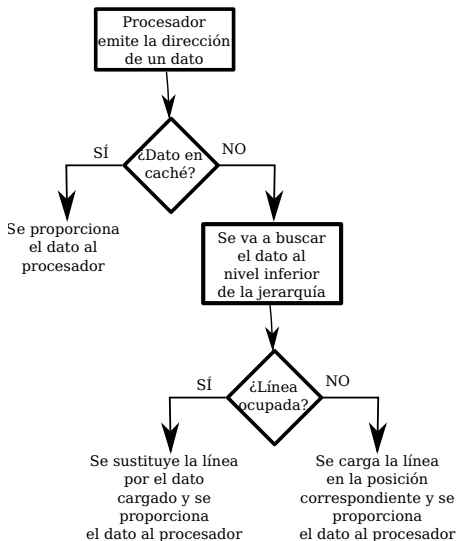 Procesador
emite la dirección
de un dato
SÍ
¿Dato en
caché?
NO
Se proporciona
el dato al
procesador
Se va a buscar
el dato al
nivel inferior
de la jerarquía
SÍ
¿Línea
ocupada?
NO
Se sustituye la línea
por el dato
cargado y se
proporciona
el dato al procesador
Se carga la línea
en la posición
correspondiente y se
proporciona
el dato al procesador